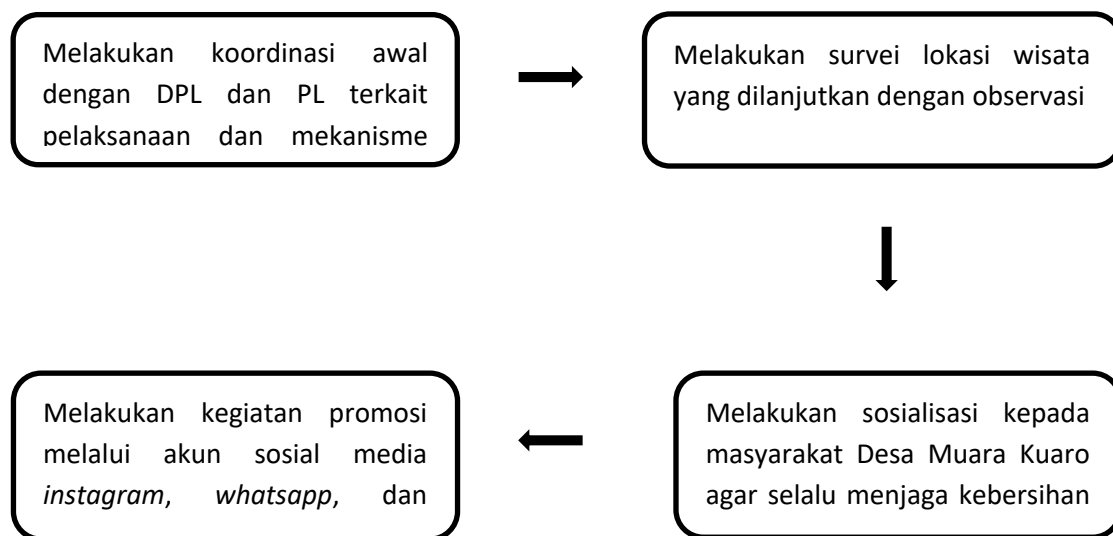 Melakukan koordinasi awal
dengan DPL dan PL terkait
pelaksanaan dan mekanisme
Melakukan survei lokasi wisata
yang dilanjutkan dengan observasi
Melakukan sosialisasi kepada
masyarakat Desa Muara Kuaro
agar selalu menjaga kebersihan
Melakukan kegiatan promosi
melalui akun sosial media
instagram, whatsapp, dan